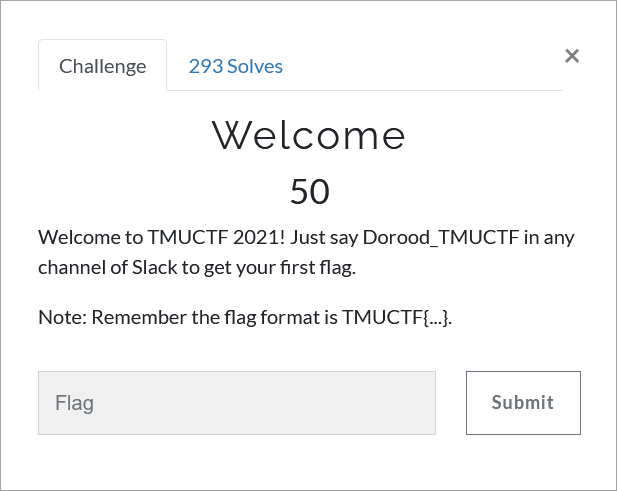 Challenge
293 Solves
×
Welcome
50
Welcome to TMUCTF 2021! Just say Dorood_TMUCTF in any
channel of Slack to get your first flag.
Note: Remember the flag format is TMUCTF{...}.
Flag
Submit